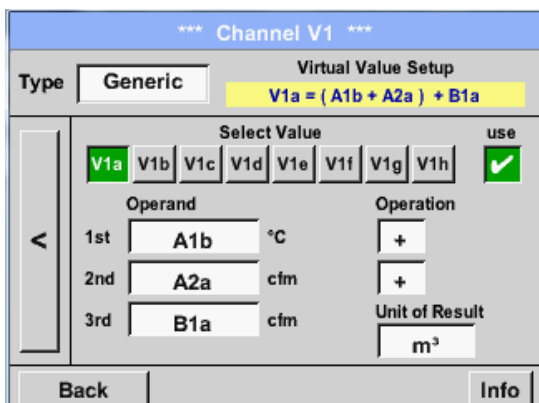 *** Channel V1 ***
Type Generic Virtual Value Setup
V1a = ( A1b + A2a ) + B1a
Select Value use
V1a V1b V1c V1d V1e V1f V1g V1h ✔
Operand Operation
< 1st A1b °C +
2nd A2a cfm +
3rd B1a cfm Unit of Result
m³
Back Info